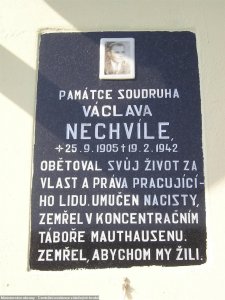 PAMÁTCE SOUDRUHA
VÁCLAVA
NECHVÍLE,
+25.9.1905+19.2.1942
OBĚTOVAL SVŮJ ŽIVOT ZA
VLAST A PRÁVA PRACUJÍCÍ-
HO LIDU. UMUČEN NACISTY,
ZEMŘEL V KONCENTRAČNÍM
TÁBOŘE MAUTHAUSENU.
ZEMŘEL, ABYCHOM MY ŽILI.